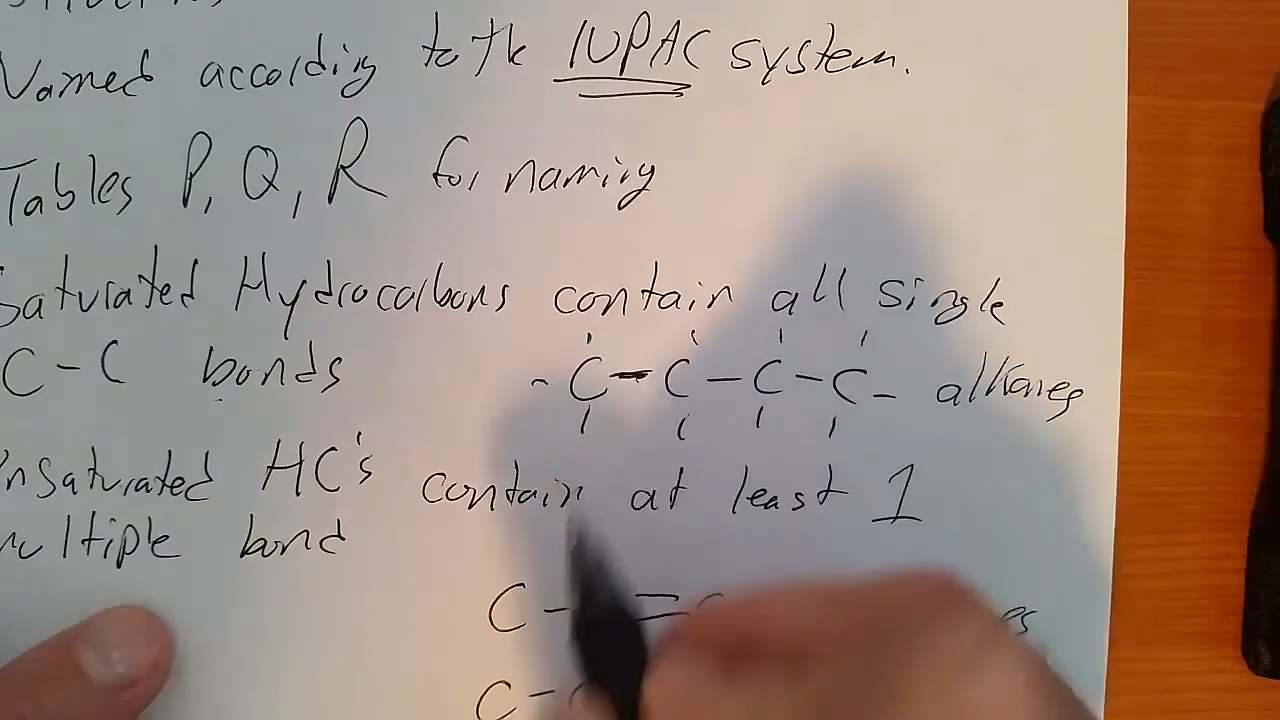 Named according to the IUPAC system.
Tables P, Q, R for naming
Saturated Hydrocarbons contain all single
C-C bonds - C - C - C - C - alkanes
Unsaturated HC's contain at least 1
multiple bond
C - = C
C -